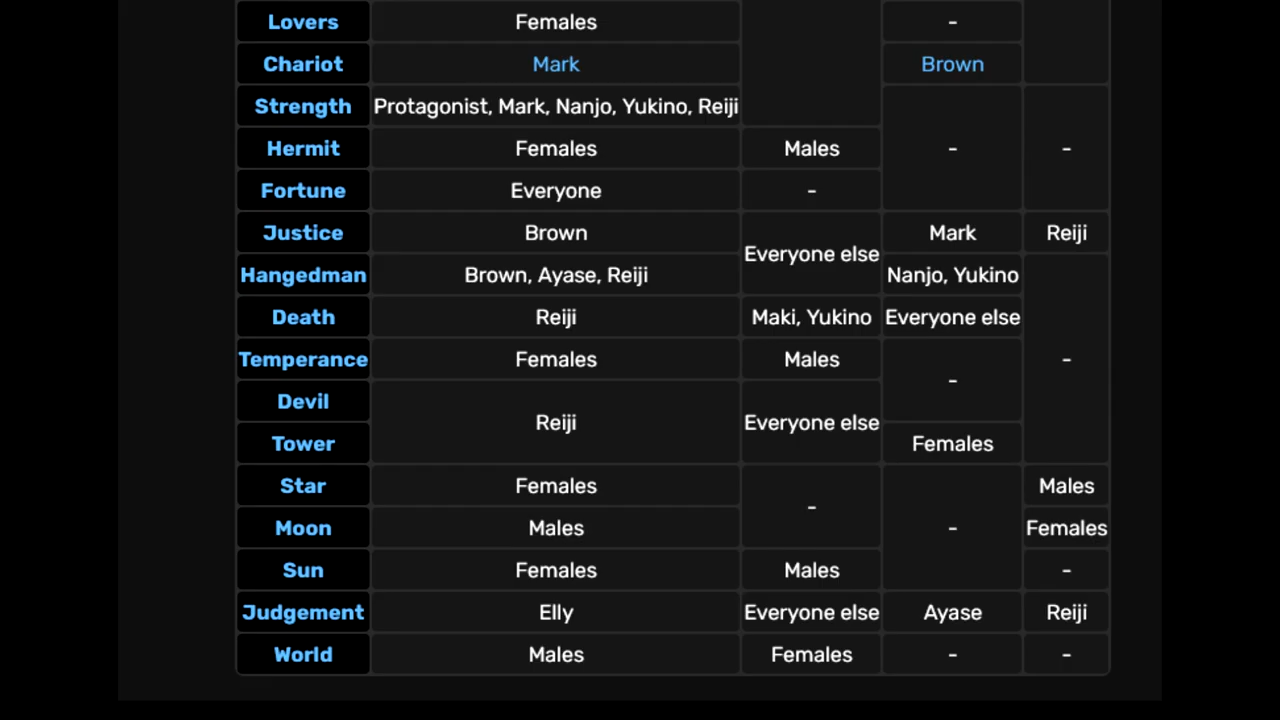 Lovers Females -
Chariot Mark Brown
Strength Protagonist, Mark, Nanjo, Yukino, Reiji
Hermit Females Males - -
Fortune Everyone -
Justice Brown Mark Reiji
Everyone else
Hangedman Brown, Ayase, Reiji Nanjo, Yukino
Death Reiji Maki, Yukino Everyone else
Temperance Females Males -
-
Devil
Reiji Everyone else
Tower Females
Star Females Males
-
Moon Males - Females
Sun Females Males -
Judgement Elly Everyone else Ayase Reiji
World Males Females - -